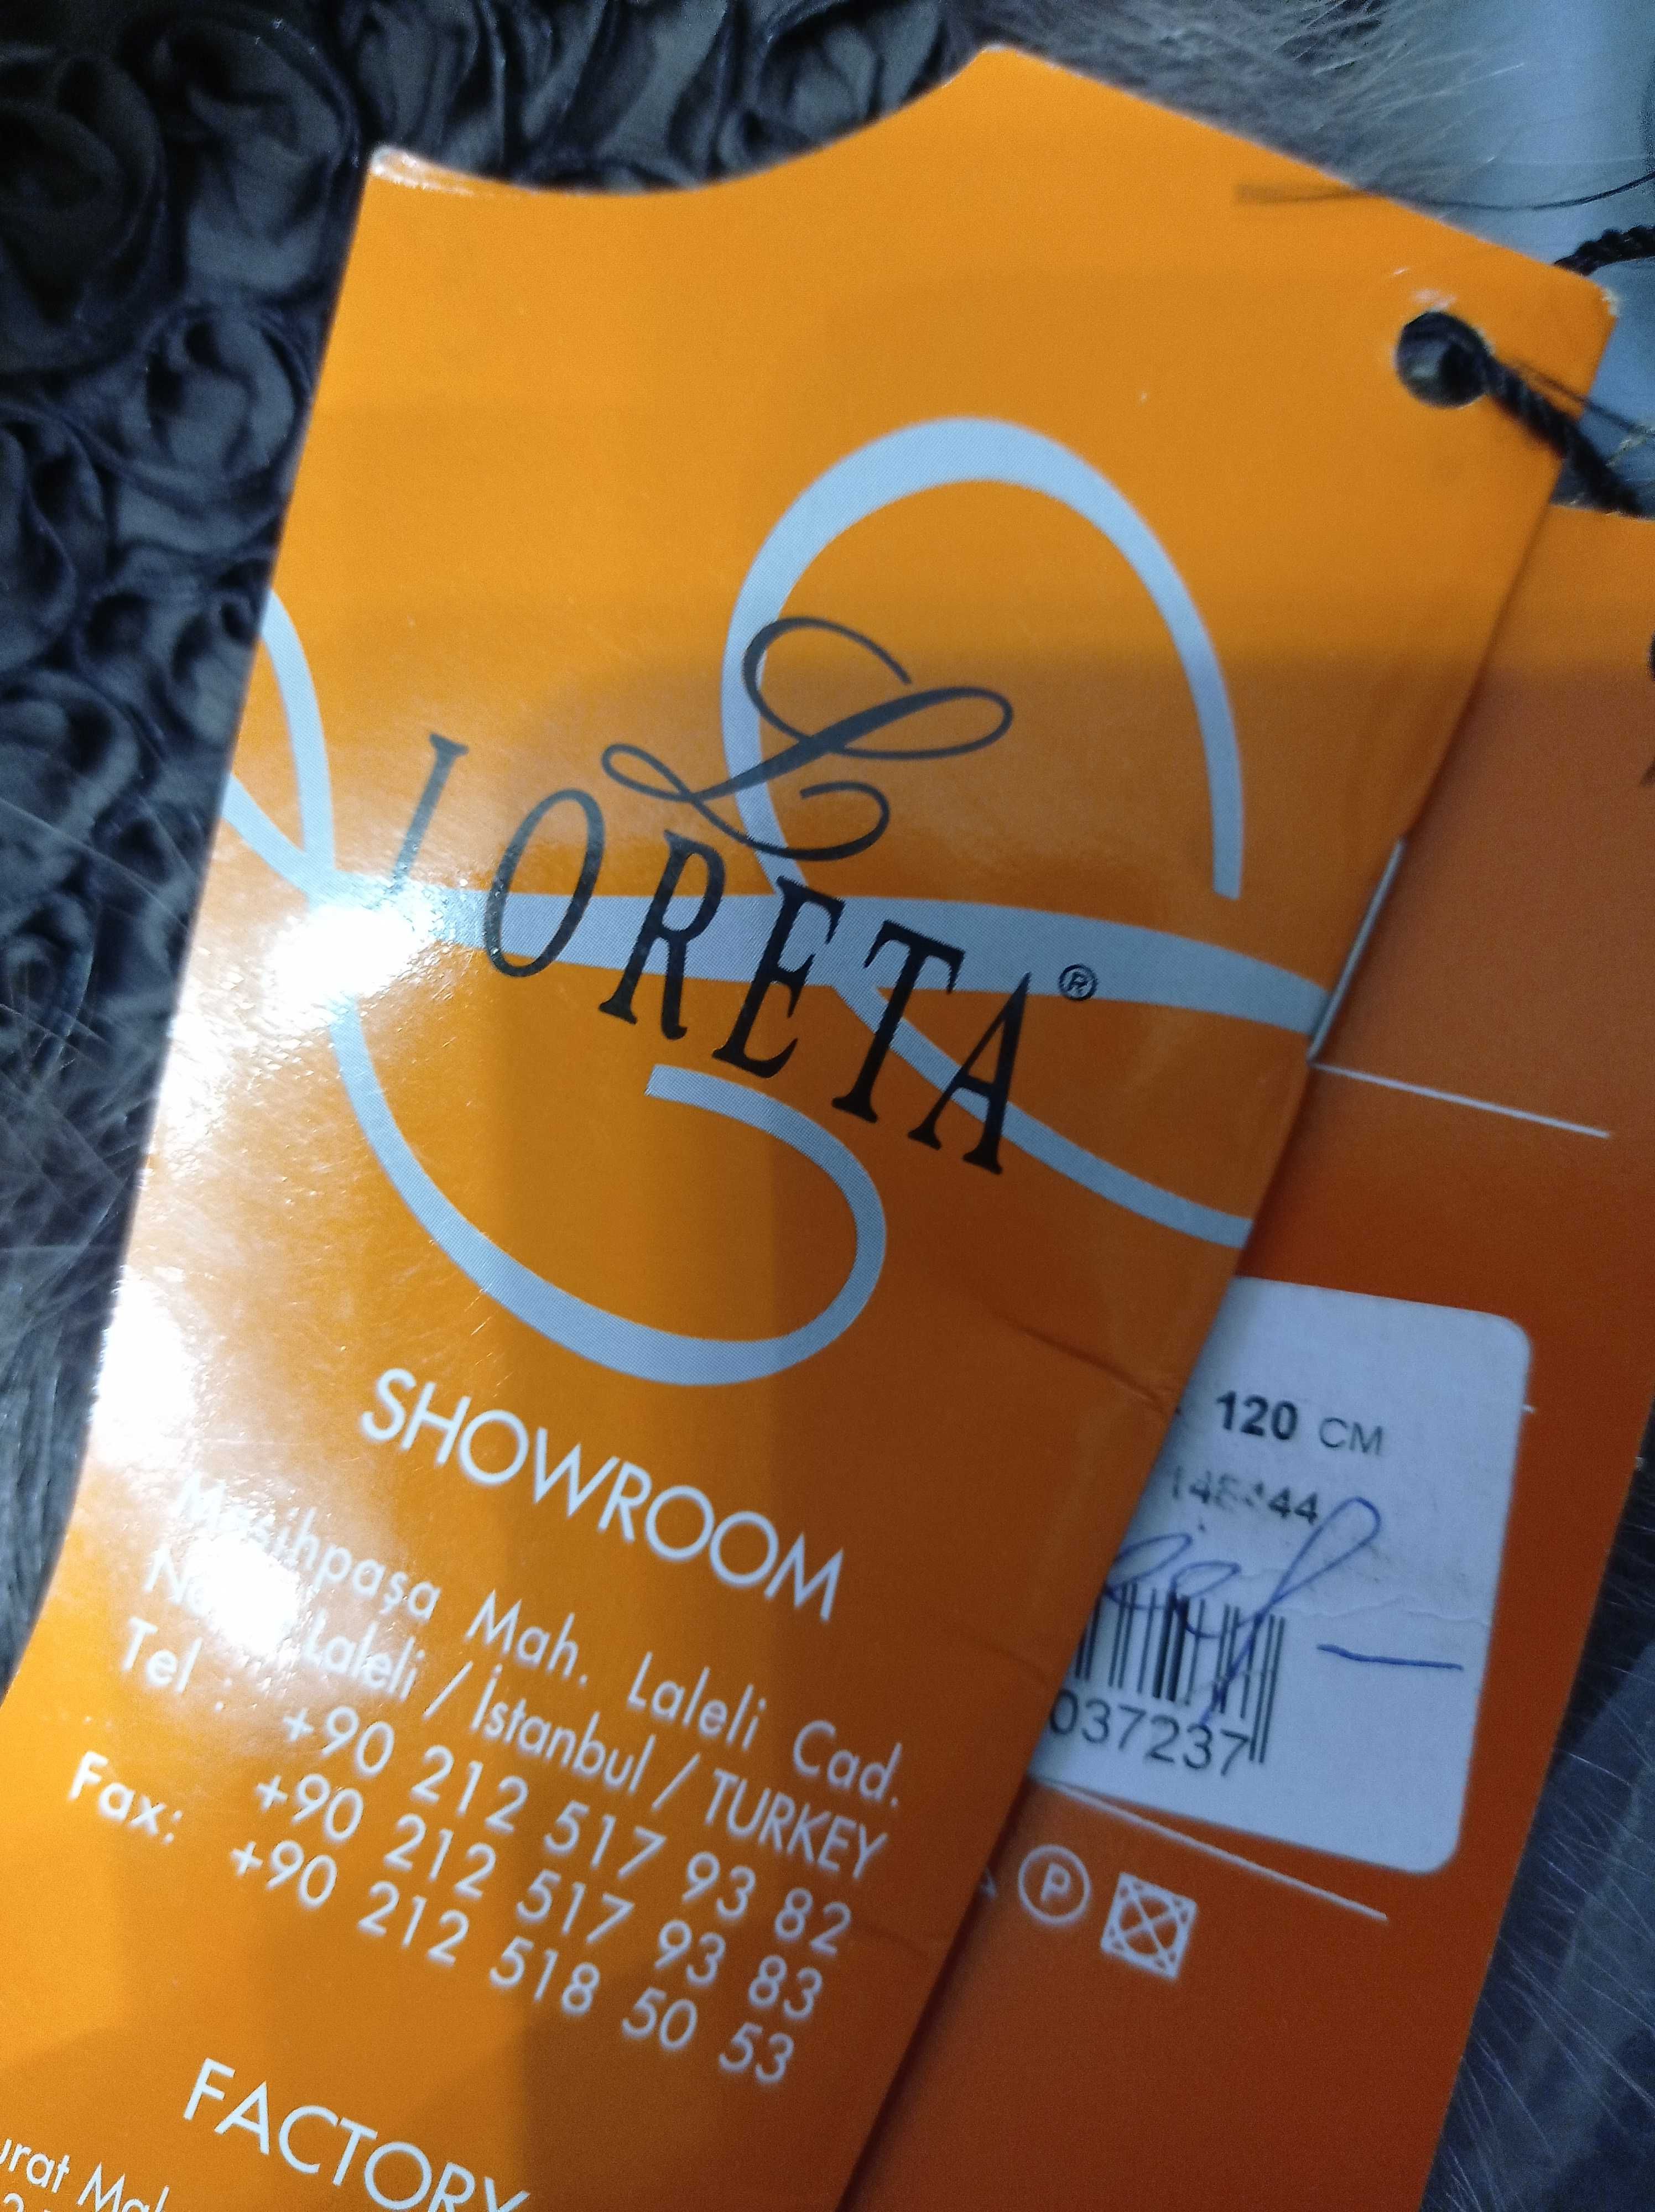 L
LORETA®
SHOWROOM
Mesihpaşa Mah. Laleli Cad.
Laleli / İstanbul / TURKEY
Tel : +90 212 517 93 82
+90 212 517 93 83
Fax: +90 212 518 50 53
FACTORY
120 CM
037237
P